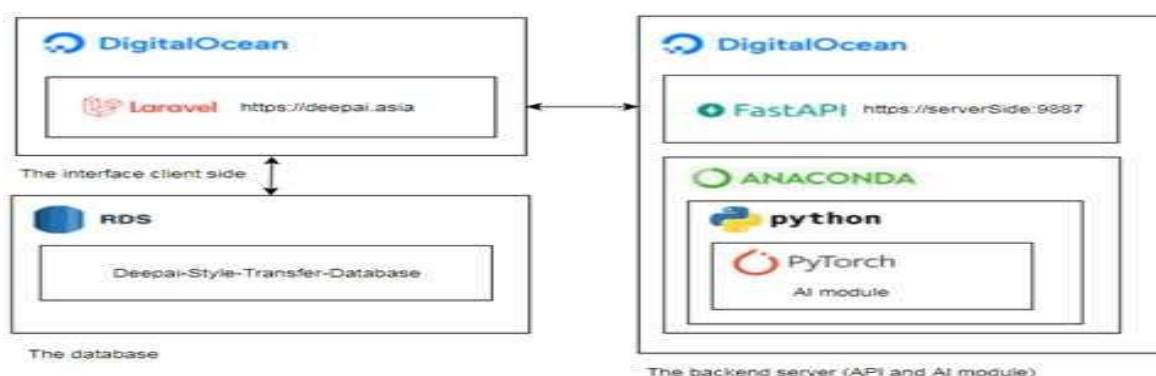 DigitalOcean
Laravel https://deepai.asia
The interface client side
RDS
Deepai-Style-Transfer-Database
The database
DigitalOcean
FastAPI https://serverSide:9887
ANACONDA
python
PyTorch
AI module
The backend server (API and AI module)